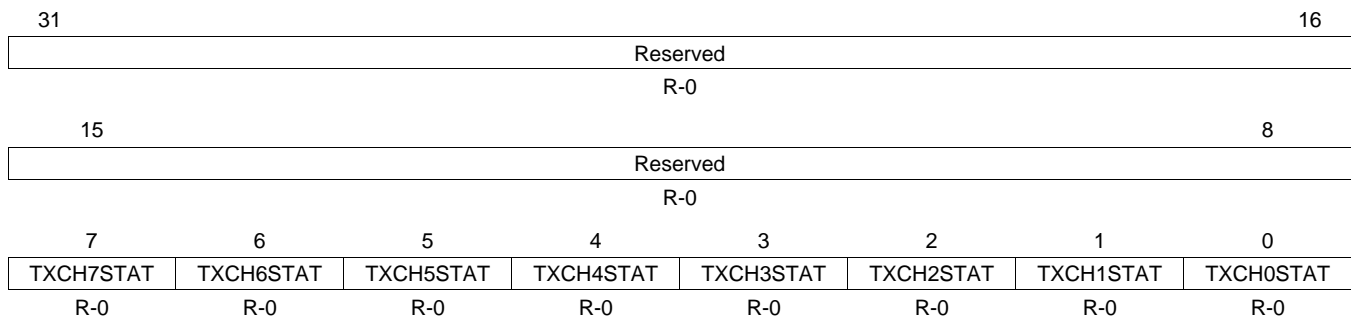 31 16
Reserved
R-0
15 8
Reserved
R-0
7 6 5 4 3 2 1 0
TXCH7STAT TXCH6STAT TXCH5STAT TXCH4STAT TXCH3STAT TXCH2STAT TXCH1STAT TXCH0STAT
R-0 R-0 R-0 R-0 R-0 R-0 R-0 R-0